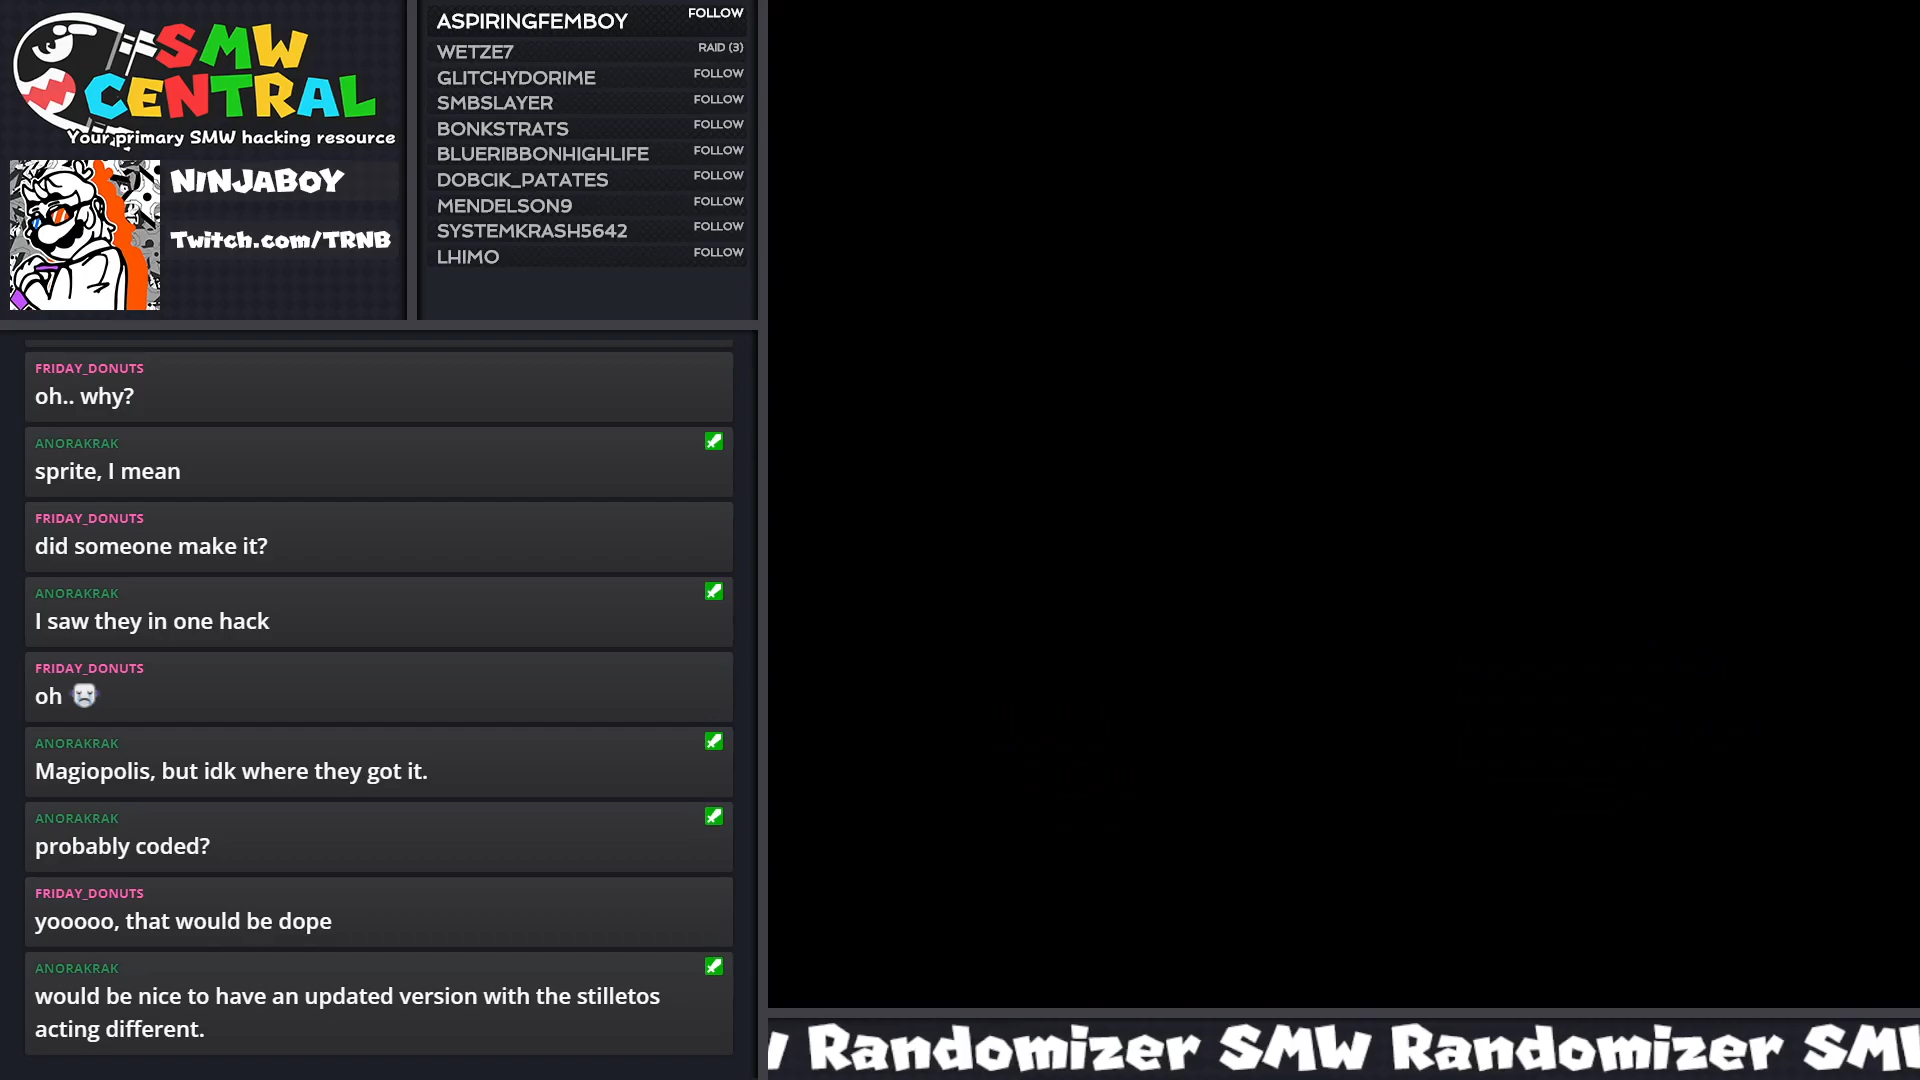 SMW
CENTRAL
Your primary SMW hacking resource
NINJABOY
Twitch.com/TRNB
ASPIRINGFEMBOY FOLLOW
WETZE7 RAID (3)
GLITCHYDORIME FOLLOW
SMBSLAYER FOLLOW
BONKSTRATS FOLLOW
BLUERIBBONHIGHLIFE FOLLOW
DOBCIK_PATATES FOLLOW
MENDELSON9 FOLLOW
SYSTEMKRASH5642 FOLLOW
LHIMO FOLLOW
FRIDAY_DONUTS
oh.. why?
ANORAKRAK
sprite, I mean
FRIDAY_DONUTS
did someone make it?
ANORAKRAK
I saw they in one hack
FRIDAY_DONUTS
oh
ANORAKRAK
Magiopolis, but idk where they got it.
ANORAKRAK
probably coded?
FRIDAY_DONUTS
yooooo, that would be dope
ANORAKRAK
would be nice to have an updated version with the stilletos
acting different.
Randomizer SMW Randomizer SMW